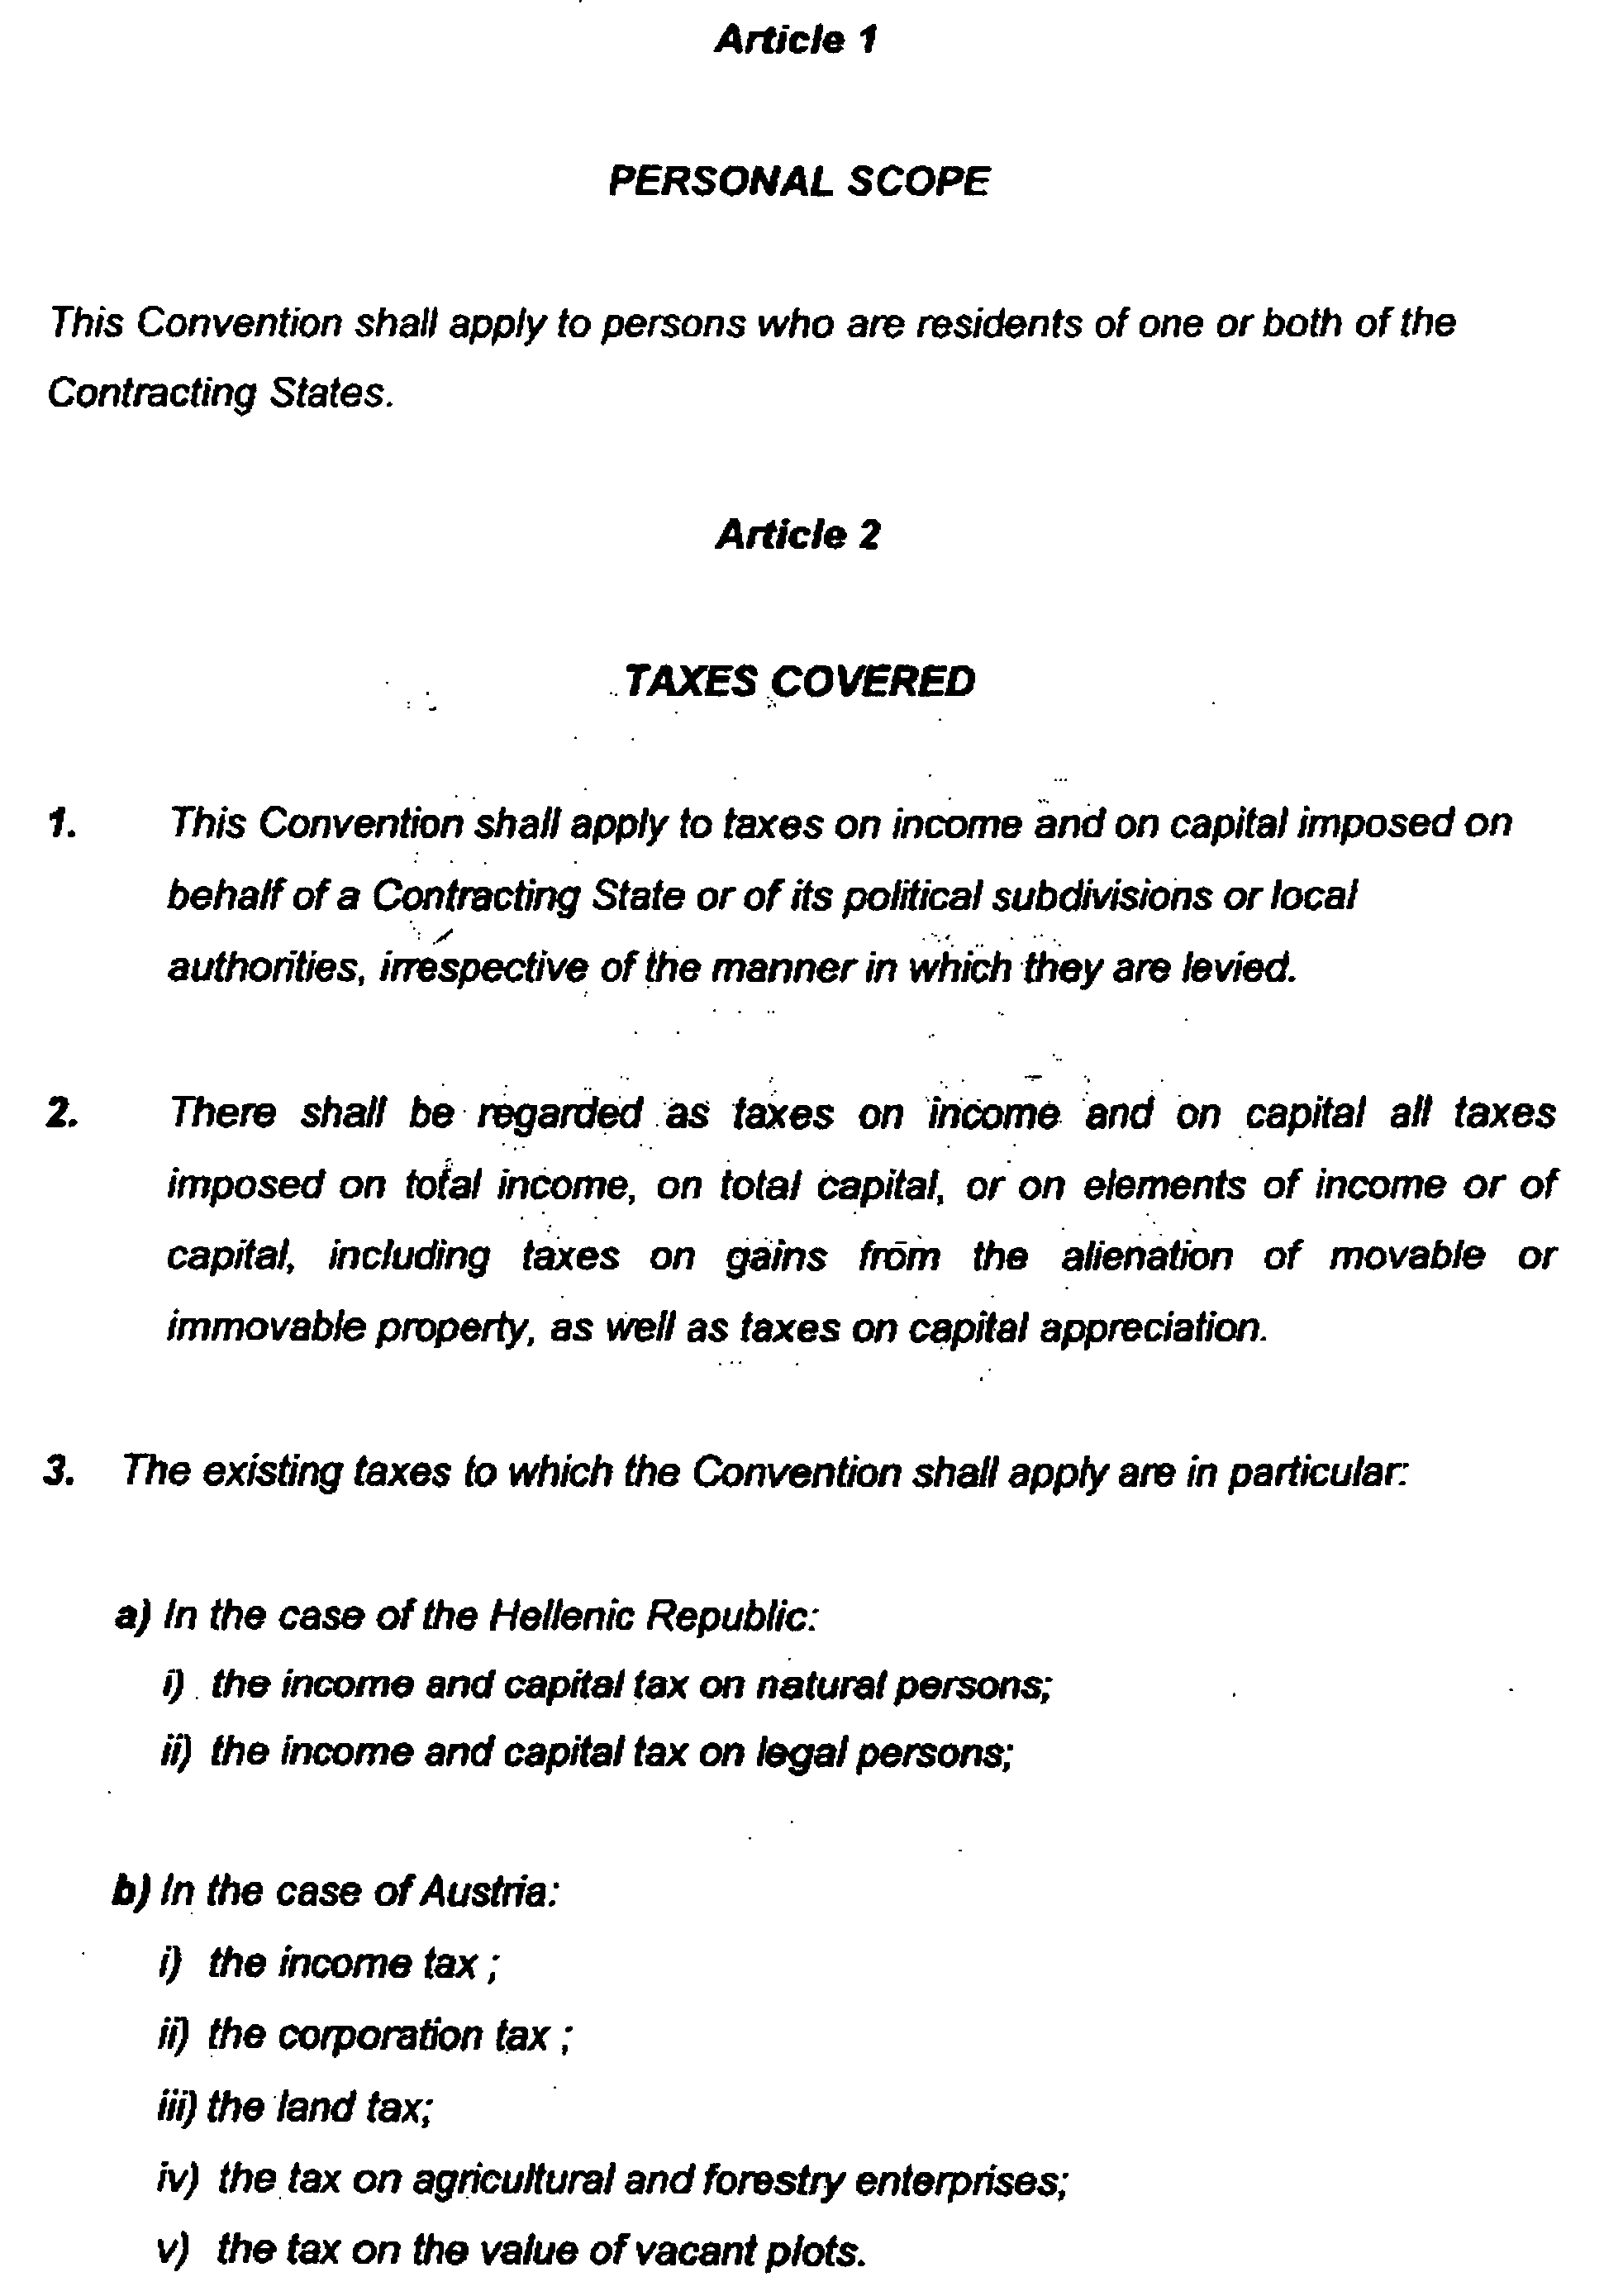 Article 1
PERSONAL SCOPE
This Convention shall apply to persons who are residents of one or both of the
Contracting States.
Article 2
TAXES COVERED
1. This Convention shall apply to taxes on income and on capital imposed on
behalf of a Contracting State or of its political subdivisions or local
authorities, irrespective of the manner in which they are levied.
2. There shall be regarded as taxes on income and on capital all taxes
imposed on total income, on total capital, or on elements of income or of
capital, including taxes on gains from the alienation of movable or
immovable property, as well as taxes on capital appreciation.
3. The existing taxes to which the Convention shall apply are in particular:
a) In the case of the Hellenic Republic:
i) the income and capital tax on natural persons;
ii) the income and capital tax on legal persons;
b) In the case of Austria:
i) the income tax ;
ii) the corporation tax ;
iii) the land tax;
iv) the tax on agricultural and forestry enterprises;
v) the tax on the value of vacant plots.